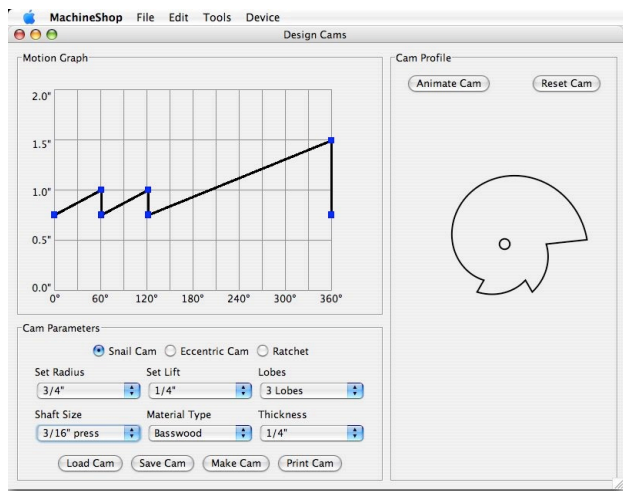 MachineShop File Edit Tools Device
Design Cams
Motion Graph
2.0"
1.5"
1.0"
0.5"
0.0"
0° 60° 120° 180° 240° 300° 360°
Cam Parameters
Snail Cam Eccentric Cam Ratchet
Set Radius Set Lift Lobes
3/4" 1/4" 3 Lobes
Shaft Size Material Type Thickness
3/16" press Basswood 1/4"
Load Cam Save Cam Make Cam Print Cam
Cam Profile
Animate Cam Reset Cam